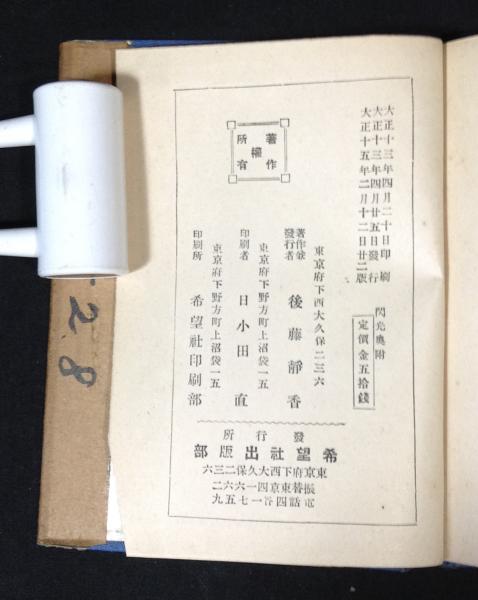 大正十三年四月二十日印刷
大正十三年四月廿五日發行
大正十五年二月十二日廿二版
閃光奧附
定價金五拾錢
著作
權
所有
東京府下西大久保二三六
著作兼
發行者
後藤靜香
東京府下野方町上沼袋一五
印刷者
日小田直
東京府下野方町上沼袋一五
印刷所
希望社印刷部
發行所
希望社出版部
東京府下西大久保二三六
振替東京四一六六二
電話四谷一七五九
28